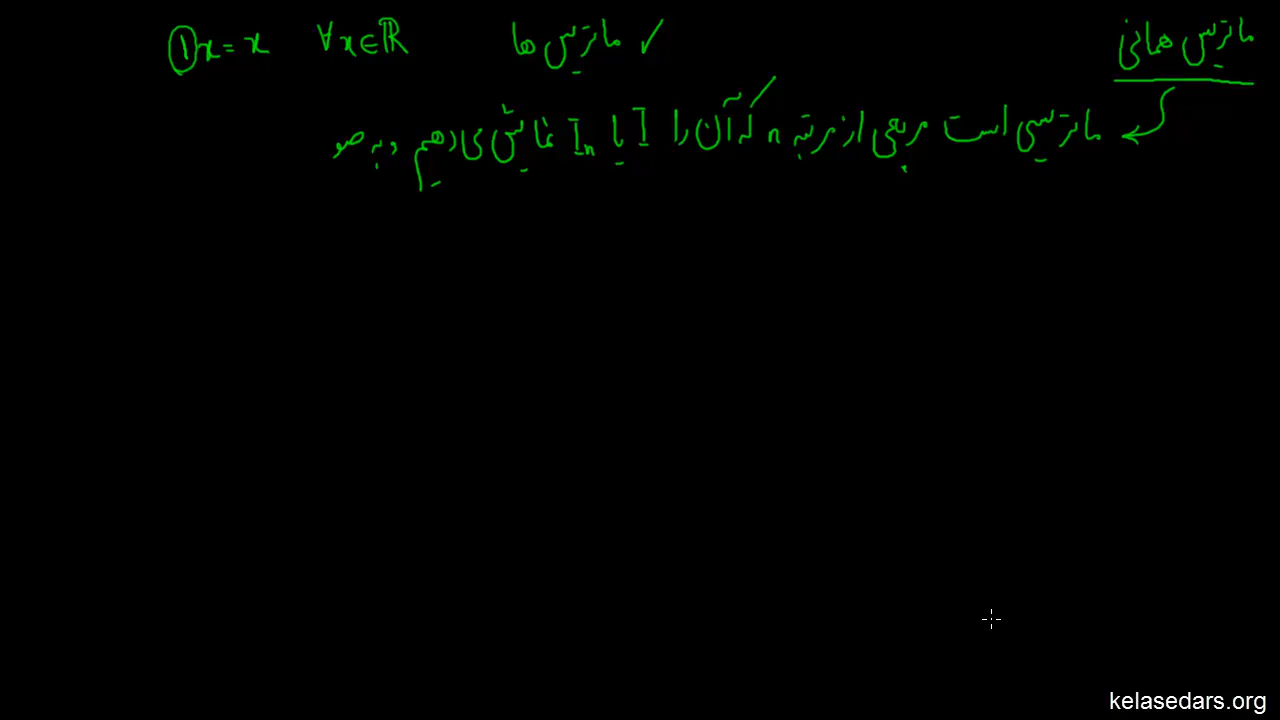 ماتریس همانی
ماتریس ها ✓ ①x = x ∀x∈ℝ
ماتریسی است مربعی از مرتبه n که آن را I یا Iₙ نمایش می دهیم و به صو
kelasedars.org